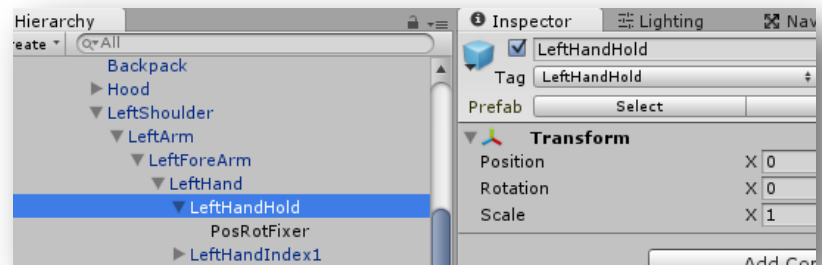 Hierarchy
reate
All
Backpack
Hood
LeftShoulder
LeftArm
LeftForeArm
LeftHand
LeftHandHold
PosRotFixer
LeftHandIndex1
Inspector
Lighting
Nav
LeftHandHold
Tag LeftHandHold
Prefab Select
Transform
Position X 0
Rotation X 0
Scale X 1
Add Cor